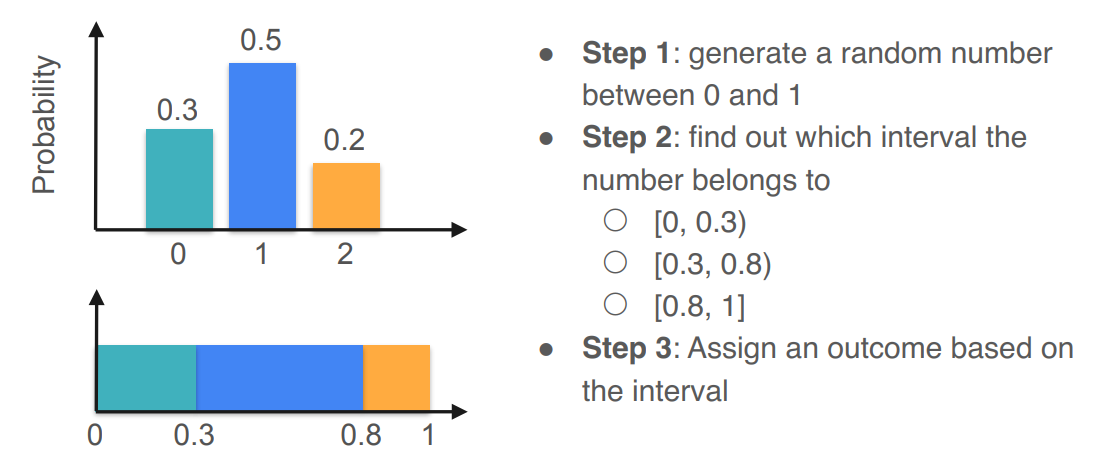 Probability
0.5
0.3
0.2
0 1 2
0 0.3 0.8 1
● Step 1: generate a random number
between 0 and 1
● Step 2: find out which interval the
number belongs to
○ [0, 0.3)
○ [0.3, 0.8)
○ [0.8, 1]
● Step 3: Assign an outcome based on
the interval